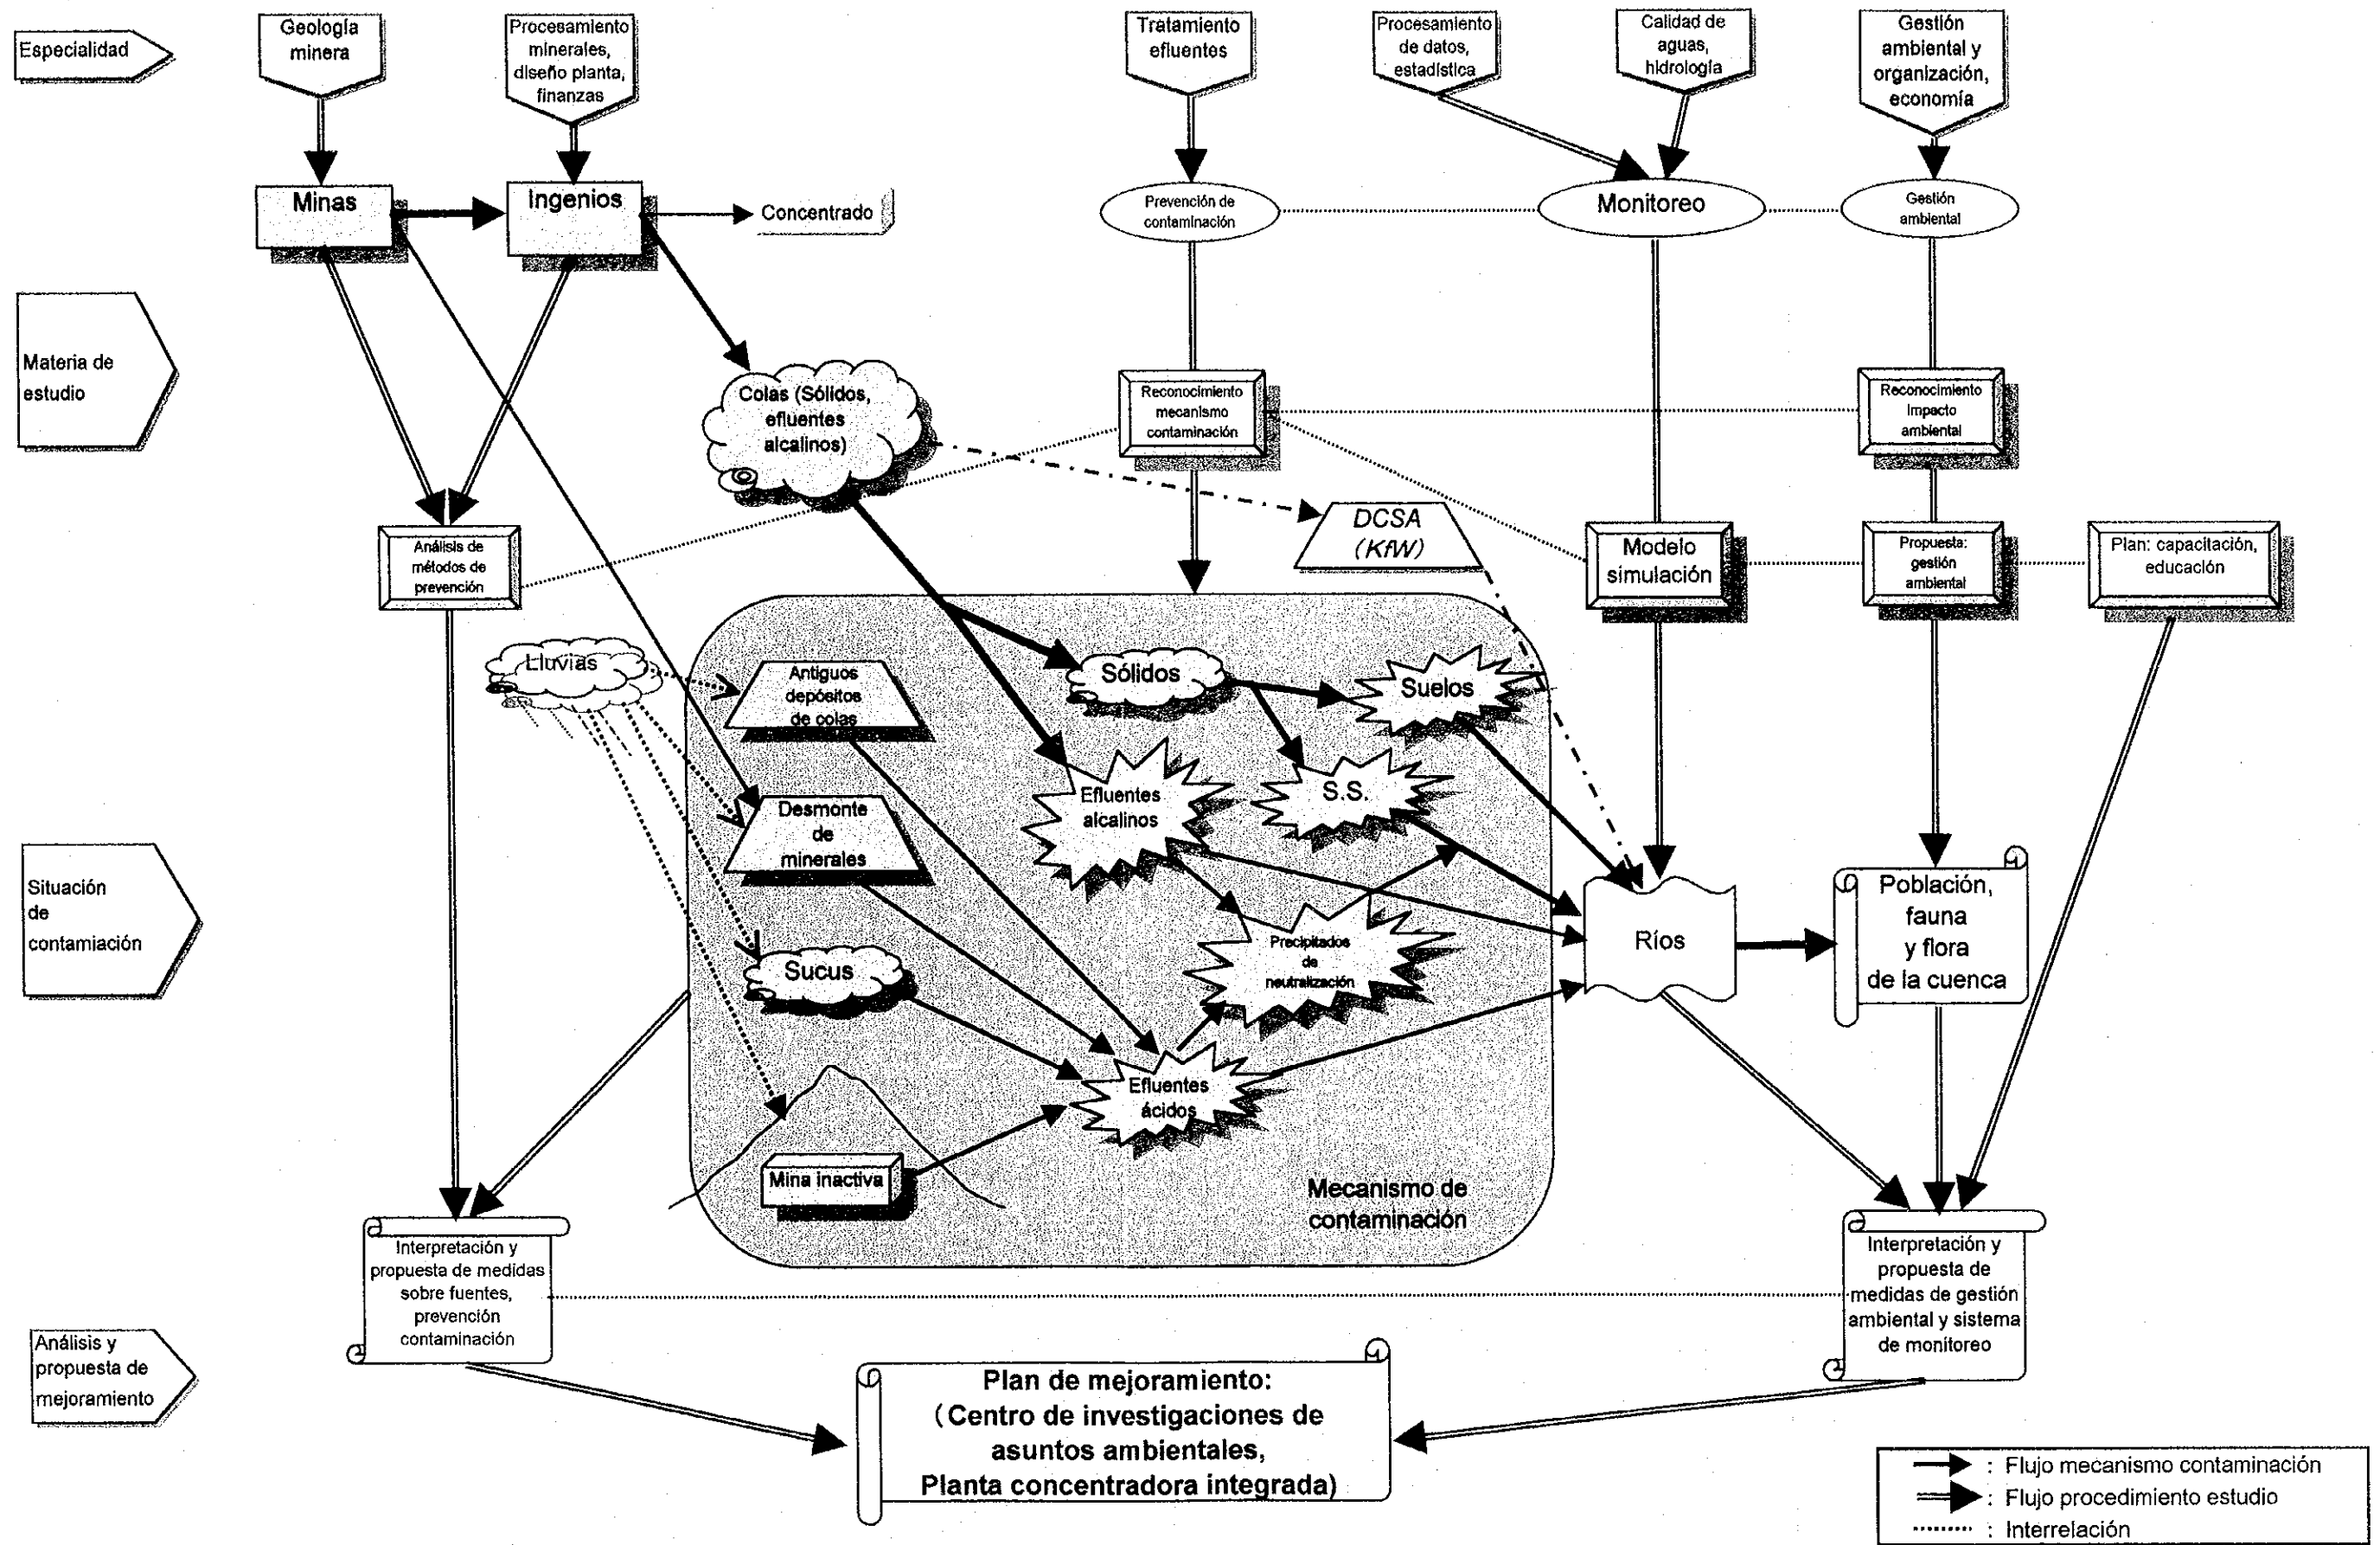 Especialidad
Geología
minera
Procesamiento
minerales,
diseño planta,
finanzas
Tratamiento
efluentes
Procesamiento
de datos,
estadística
Calidad de
aguas,
hidrología
Gestión
ambiental y
organización,
economía
Minas
Ingenios
Concentrado
Prevención de
contaminación
Monitoreo
Gestión
ambiental
Materia de
estudio
Colas (Sólidos,
efluentes
alcalinos)
Reconocimiento
mecanismo
contaminación
Reconocimiento
Impacto
ambiental
Análisis de
métodos de
prevención
DCSA
(KfW)
Modelo
simulación
Propuesta:
gestión
ambiental
Plan: capacitación,
educación
Lluvias
Antiguos
depósitos
de colas
Sólidos
Suelos
Efluentes
alcalinos
S.S.
Desmonte
de
minerales
Situación
de
contamiación
Sucus
Precipitados
de
neutralización
Ríos
Población,
fauna
y flora
de la cuenca
Efluentes
ácidos
Mina inactiva
Mecanismo de
contaminación
Interpretación y
propuesta de medidas
sobre fuentes,
prevención
contaminación
Interpretación y
propuesta de
medidas de gestión
ambiental y sistema
de monitoreo
Análisis y
propuesta de
mejoramiento
Plan de mejoramiento:
(Centro de investigaciones de
asuntos ambientales,
Planta concentradora integrada)
: Flujo mecanismo contaminación
: Flujo procedimiento estudio
: Interrelación